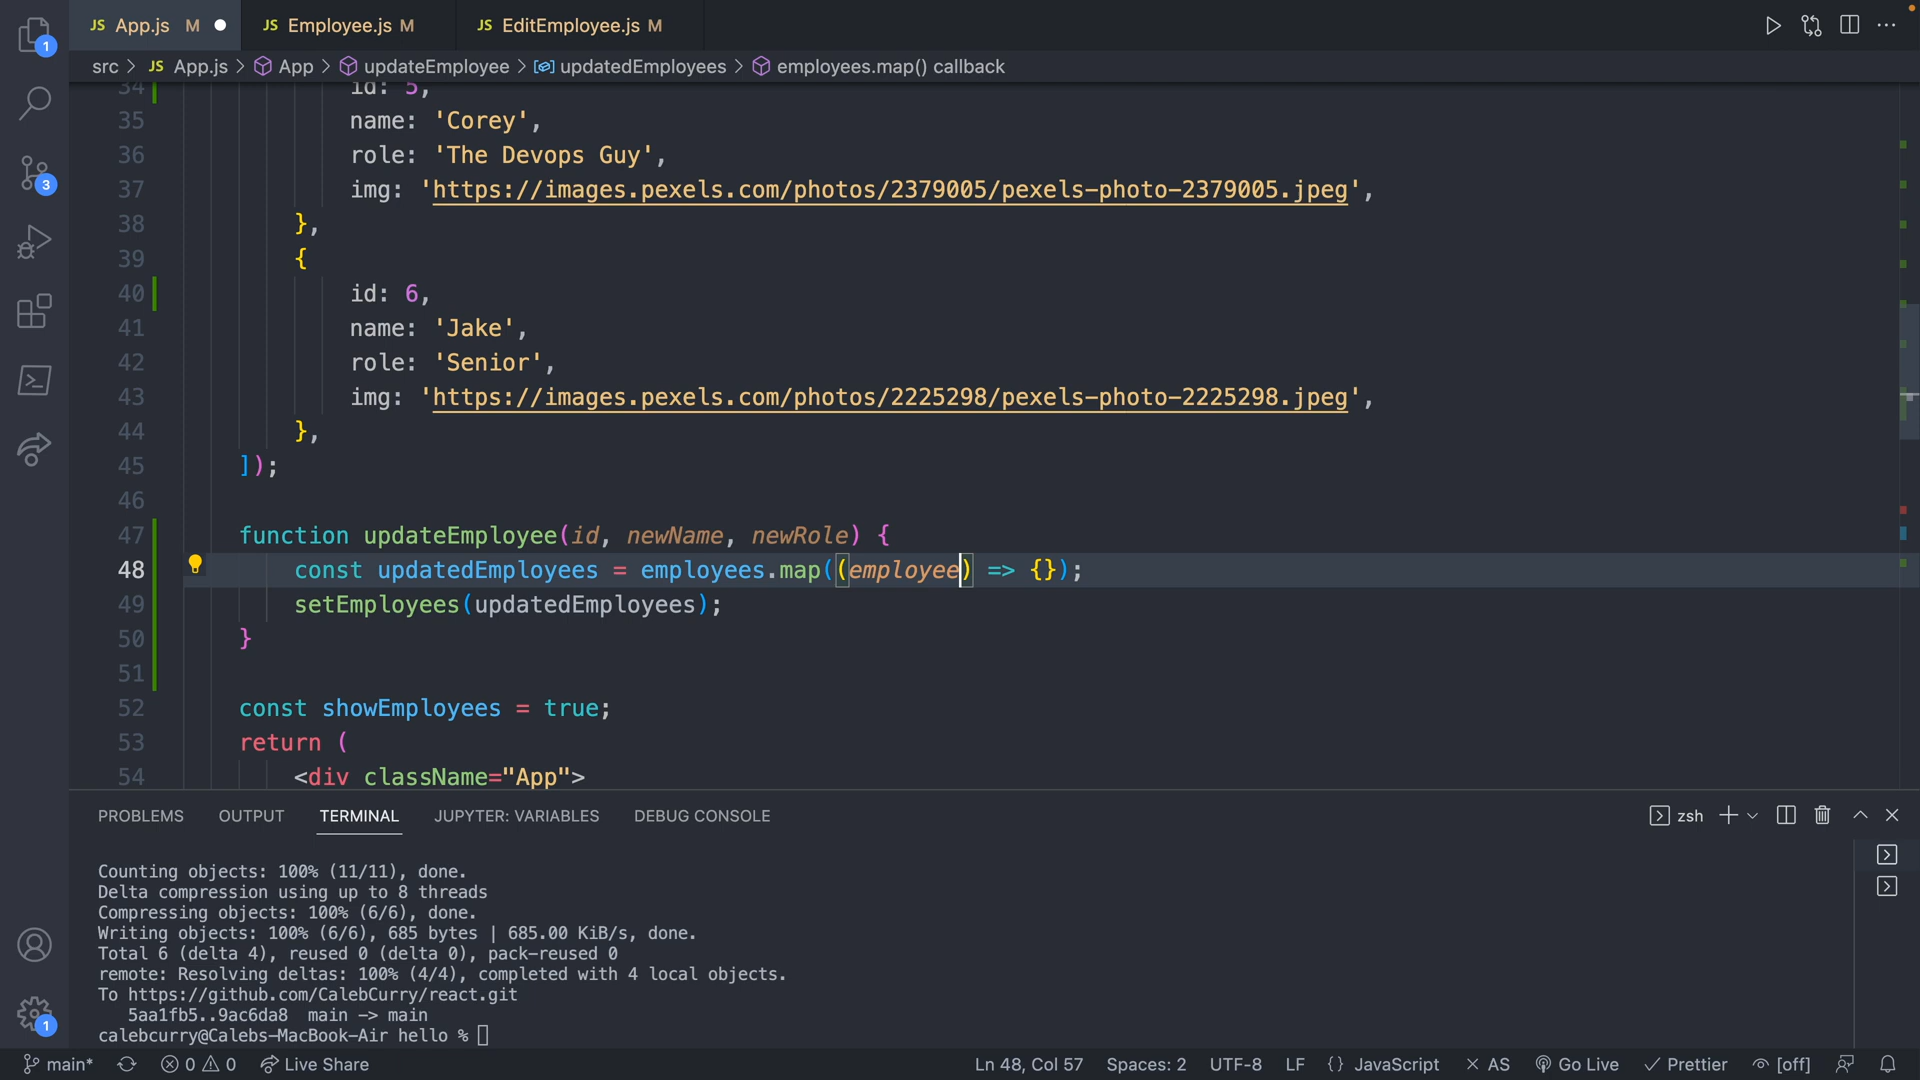 JS App.js M
JS Employee.js M
JS EditEmployee.js M
src > JS App.js > App > updateEmployee > updatedEmployees > employees.map() callback
34 id: 5,
35 name: 'Corey',
36 role: 'The Devops Guy',
37 img: 'https://images.pexels.com/photos/2379005/pexels-photo-2379005.jpeg',
38 },
39 {
40 id: 6,
41 name: 'Jake',
42 role: 'Senior',
43 img: 'https://images.pexels.com/photos/2225298/pexels-photo-2225298.jpeg',
44 },
45 ]);
46
47 function updateEmployee(id, newName, newRole) {
48 const updatedEmployees = employees.map((employee) => {});
49 setEmployees(updatedEmployees);
50 }
51
52 const showEmployees = true;
53 return (
54 <div className="App">
1
3
1
PROBLEMS OUTPUT TERMINAL JUPYTER: VARIABLES DEBUG CONSOLE zsh
Counting objects: 100% (11/11), done.
Delta compression using up to 8 threads
Compressing objects: 100% (6/6), done.
Writing objects: 100% (6/6), 685 bytes | 685.00 KiB/s, done.
Total 6 (delta 4), reused 0 (delta 0), pack-reused 0
remote: Resolving deltas: 100% (4/4), completed with 4 local objects.
To https://github.com/CalebCurry/react.git
5aa1fb5..9ac6da8 main -> main
calebcurry@Calebs-MacBook-Air hello %
main* 0 0 Live Share Ln 48, Col 57 Spaces: 2 UTF-8 LF {} JavaScript AS Go Live Prettier [off]